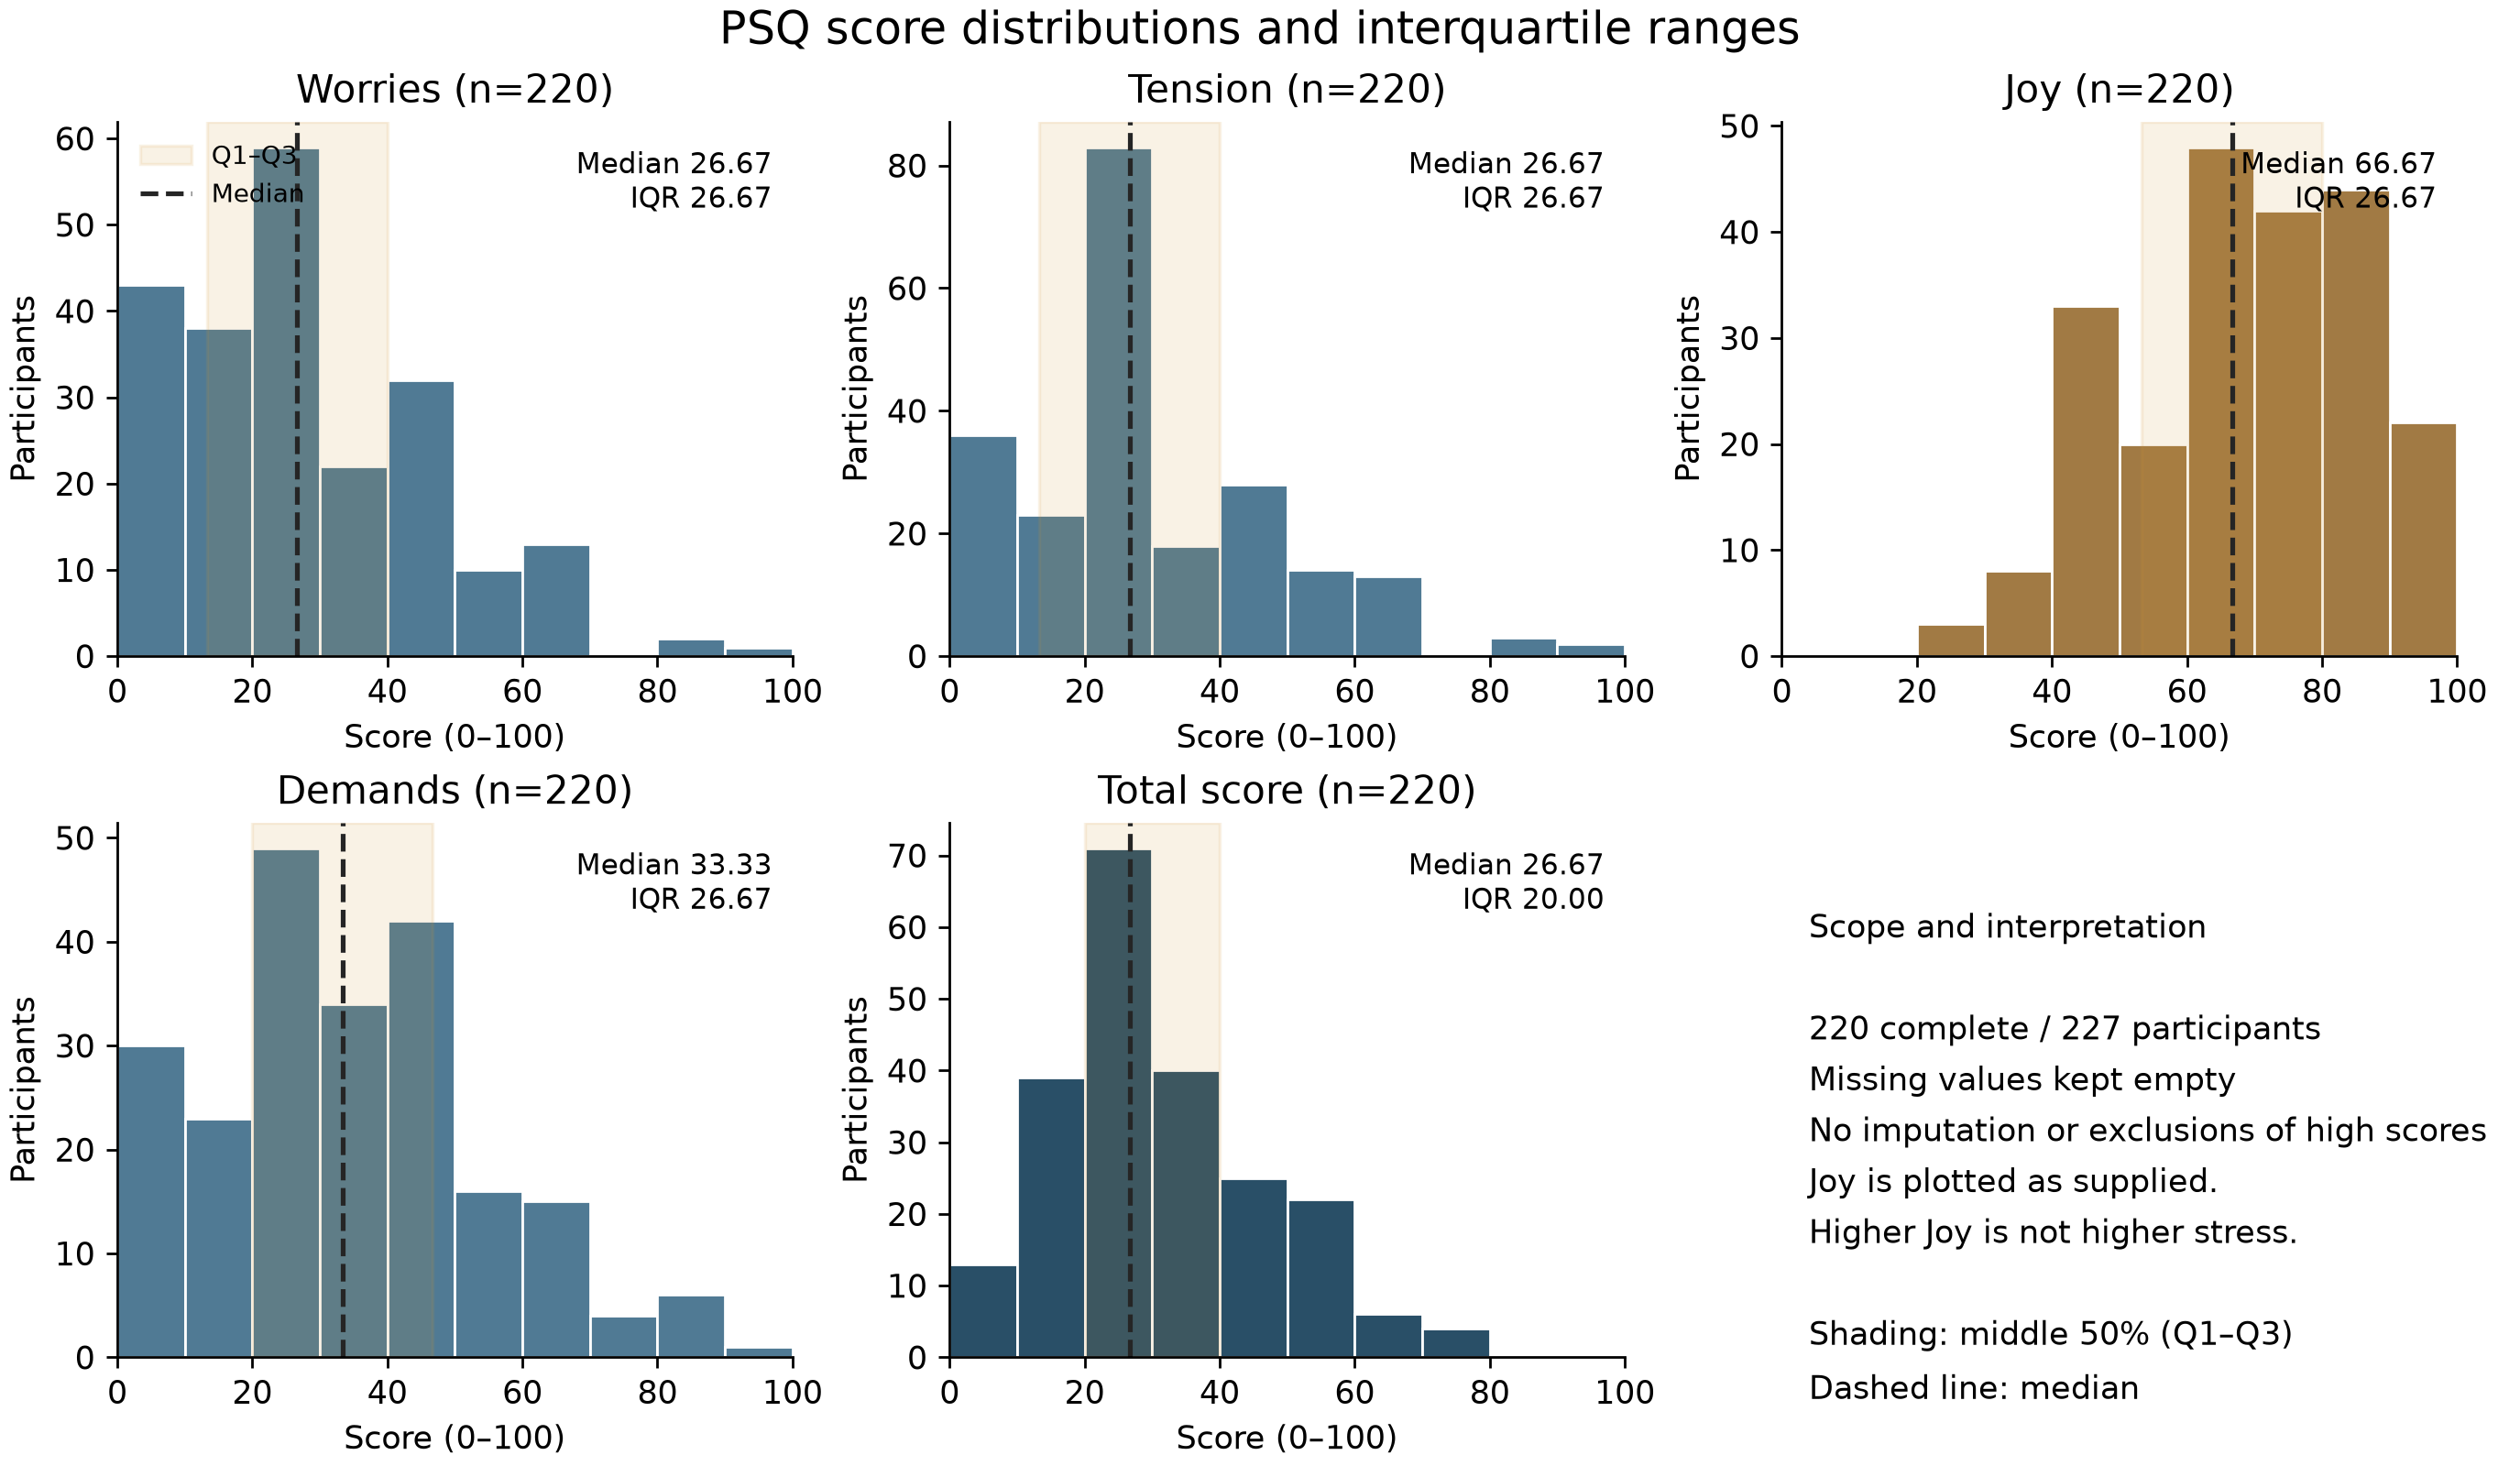 PSQ score distributions and interquartile ranges
Worries (n=220)
60
50
40
30
20
10
0
Participants
Q1–Q3
Median
Median 26.67
IQR 26.67
0 20 40 60 80 100
Score (0–100)
Tension (n=220)
80
60
40
20
0
Participants
Median 26.67
IQR 26.67
0 20 40 60 80 100
Score (0–100)
Joy (n=220)
50
40
30
20
10
0
Participants
Median 66.67
IQR 26.67
0 20 40 60 80 100
Score (0–100)
Demands (n=220)
50
40
30
20
10
0
Participants
Median 33.33
IQR 26.67
0 20 40 60 80 100
Score (0–100)
Total score (n=220)
70
60
50
40
30
20
10
0
Participants
Median 26.67
IQR 20.00
0 20 40 60 80 100
Score (0–100)
Scope and interpretation
220 complete / 227 participants
Missing values kept empty
No imputation or exclusions of high scores
Joy is plotted as supplied.
Higher Joy is not higher stress.
Shading: middle 50% (Q1–Q3)
Dashed line: median